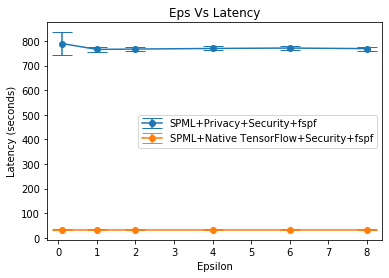 Eps Vs Latency
Latency (seconds)
800
700
600
500
400
300
200
100
0
SPML+Privacy+Security+fspf
SPML+Native TensorFlow+Security+fspf
0 1 2 3 4 5 6 7 8
Epsilon